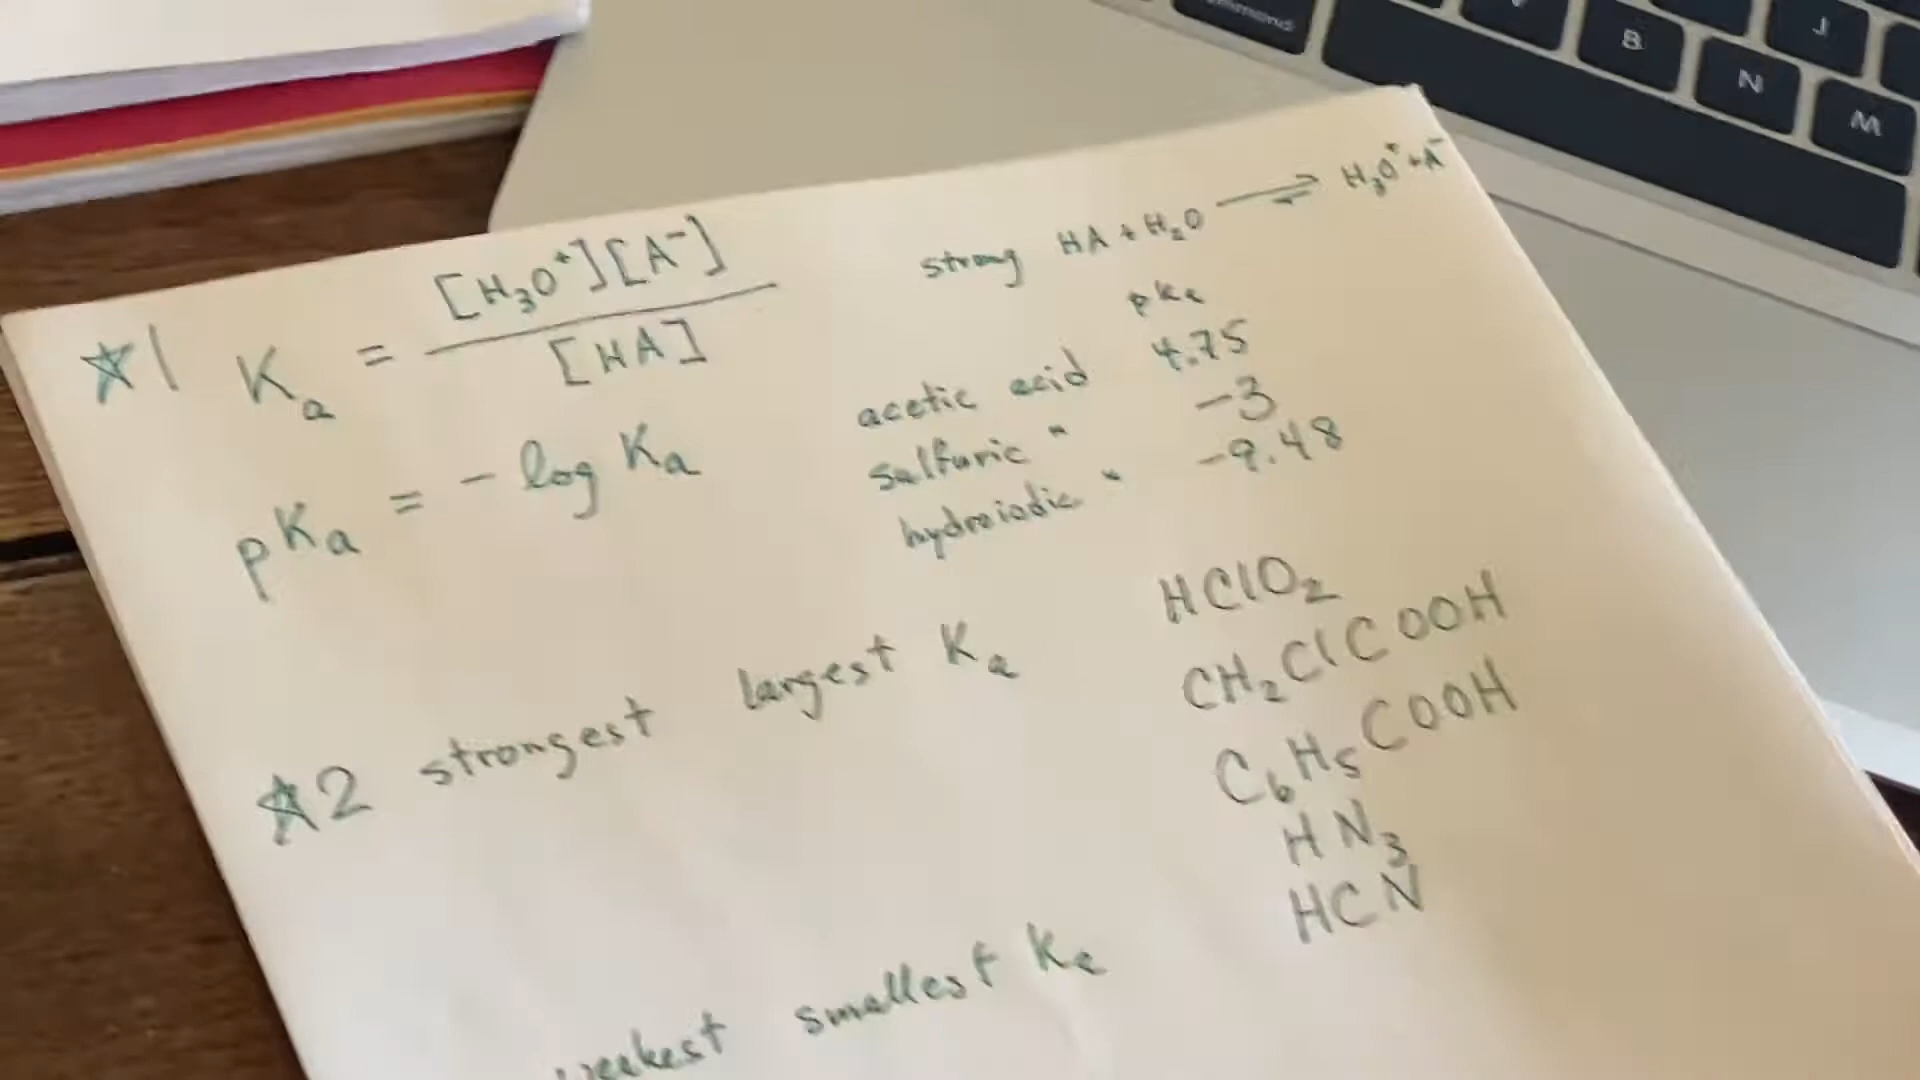 mmand
V
B
N
J
M
strong HA + H₂O ⇌ H₃O⁺ + A⁻
☆1 Kₐ = [H₃O⁺][A⁻] / [HA]
pKₐ = - log Kₐ
pKₐ
acetic acid 4.75
sulfuric " -3
hydroiodic " -9.48
☆2 strongest largest Kₐ
HClO₂
CH₂ClCOOH
C₆H₅COOH
HN₃
HCN
weakest smallest Kₐ